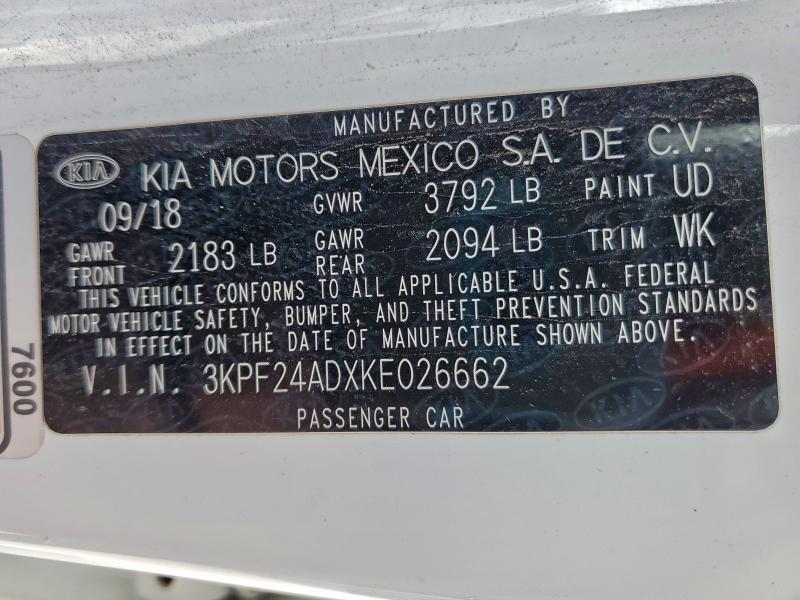 MANUFACTURED BY
KIA KIA MOTORS MEXICO S.A. DE C.V.
09/18 GVWR 3792 LB PAINT UD
GAWR FRONT 2183 LB GAWR REAR 2094 LB TRIM WK
THIS VEHICLE CONFORMS TO ALL APPLICABLE U.S.A. FEDERAL
MOTOR VEHICLE SAFETY, BUMPER, AND THEFT PREVENTION STANDARDS
IN EFFECT ON THE DATE OF MANUFACTURE SHOWN ABOVE.
V.I.N. 3KPF24ADXKE026662
PASSENGER CAR
7600